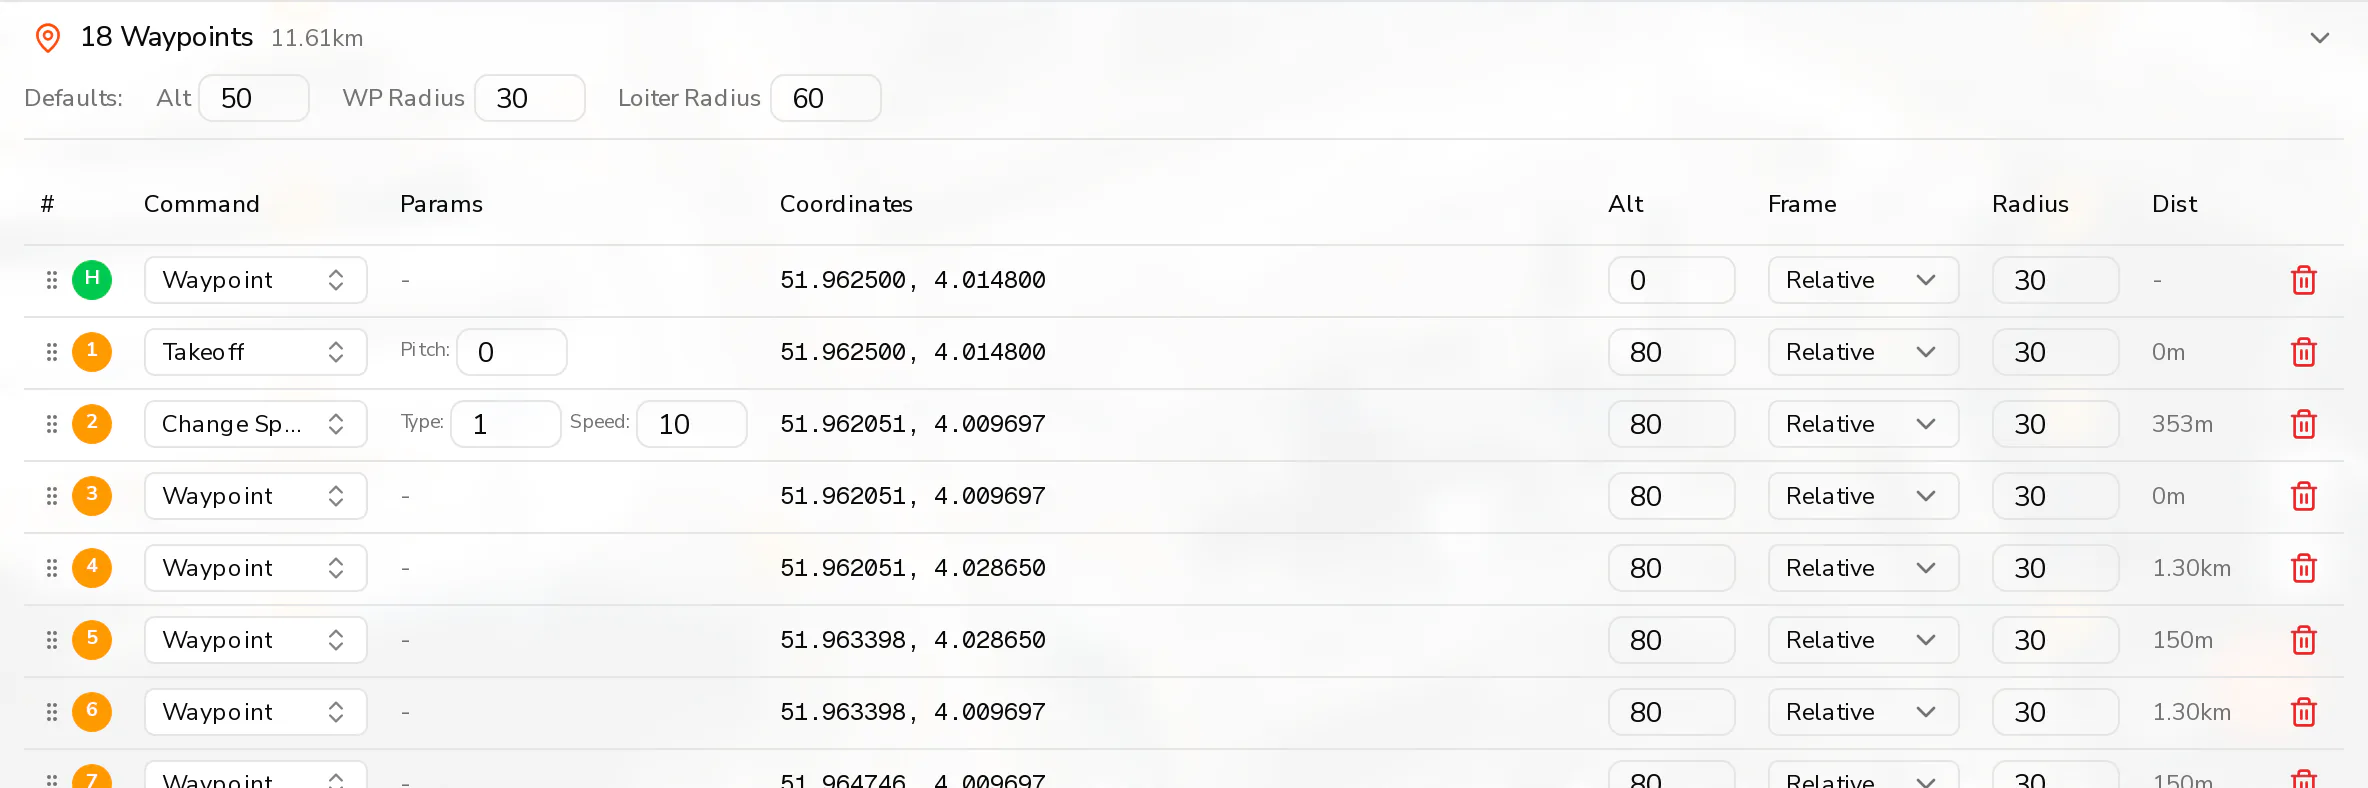 18 Waypoints 11.61km
Defaults: Alt 50 WP Radius 30 Loiter Radius 60
# Command Params Coordinates Alt Frame Radius Dist
H Waypoint - 51.962500, 4.014800 0 Relative 30 -
1 Takeoff Pitch: 0 51.962500, 4.014800 80 Relative 30 0m
2 Change Sp... Type: 1 Speed: 10 51.962051, 4.009697 80 Relative 30 353m
3 Waypoint - 51.962051, 4.009697 80 Relative 30 0m
4 Waypoint - 51.962051, 4.028650 80 Relative 30 1.30km
5 Waypoint - 51.963398, 4.028650 80 Relative 30 150m
6 Waypoint - 51.963398, 4.009697 80 Relative 30 1.30km
7 Waypoint - 51.964746, 4.009697 80 Relative 30 150m